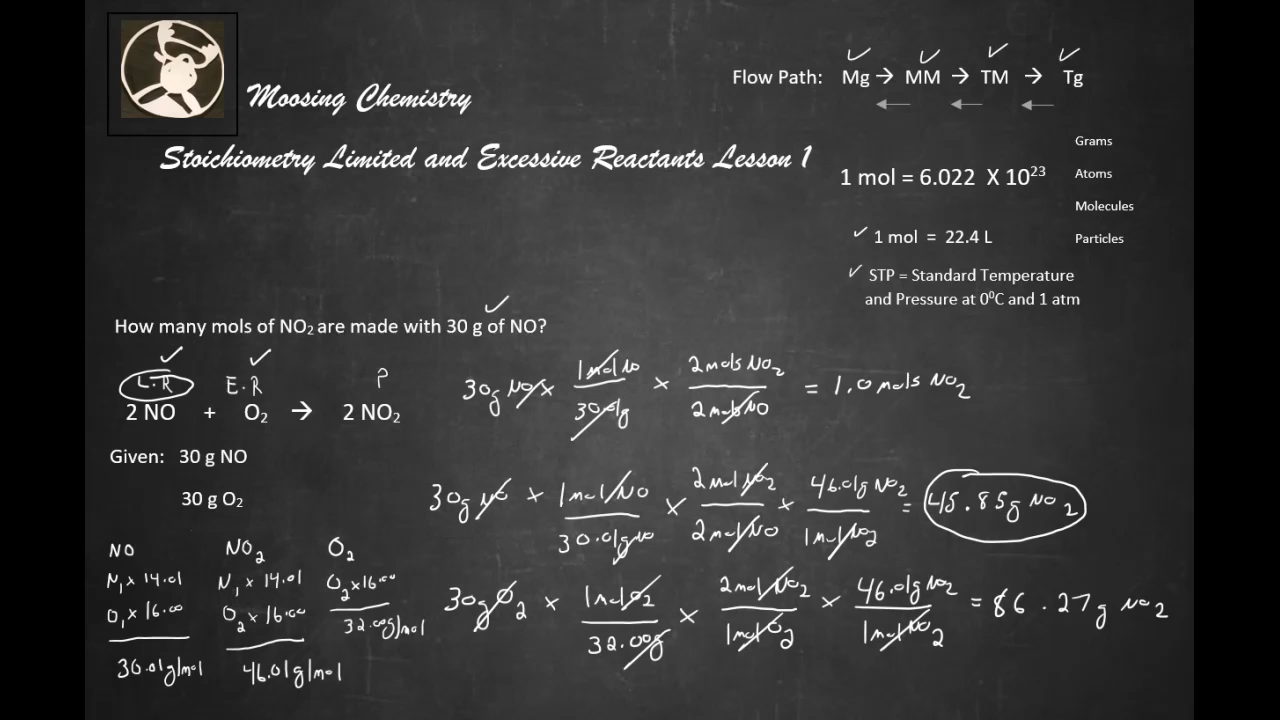 Moosing Chemistry
Flow Path: Mg → MM → TM → Tg
Stoichiometry Limited and Excessive Reactants Lesson 1
1 mol = 6.022 X 10²³
Grams
Atoms
Molecules
Particles
✓ 1 mol = 22.4 L
✓ STP = Standard Temperature
and Pressure at 0⁰C and 1 atm
How many mols of NO₂ are made with 30 g of NO?
L.R E.R P
2 NO + O₂ → 2 NO₂
30g NO x 1 mol NO / 30.01g x 2 mols NO₂ / 2 mols NO = 1.0 mols NO₂
Given: 30 g NO
30 g O₂
30g NO x 1 mol NO / 30.01g NO x 2 mol NO₂ / 2 mol NO x 46.01g NO₂ / 1 mol NO₂ = 45.85g NO₂
NO
N₁ x 14.01
O₁ x 16.00
30.01g/mol
NO₂
N₁ x 14.01
O₂ x 16.00
46.01g/mol
O₂
O₂ x 16.00
32.00g/mol
30g O₂ x 1 mol O₂ / 32.00g x 2 mol NO₂ / 1 mol O₂ x 46.01g NO₂ / 1 mol NO₂ = 86.27g NO₂